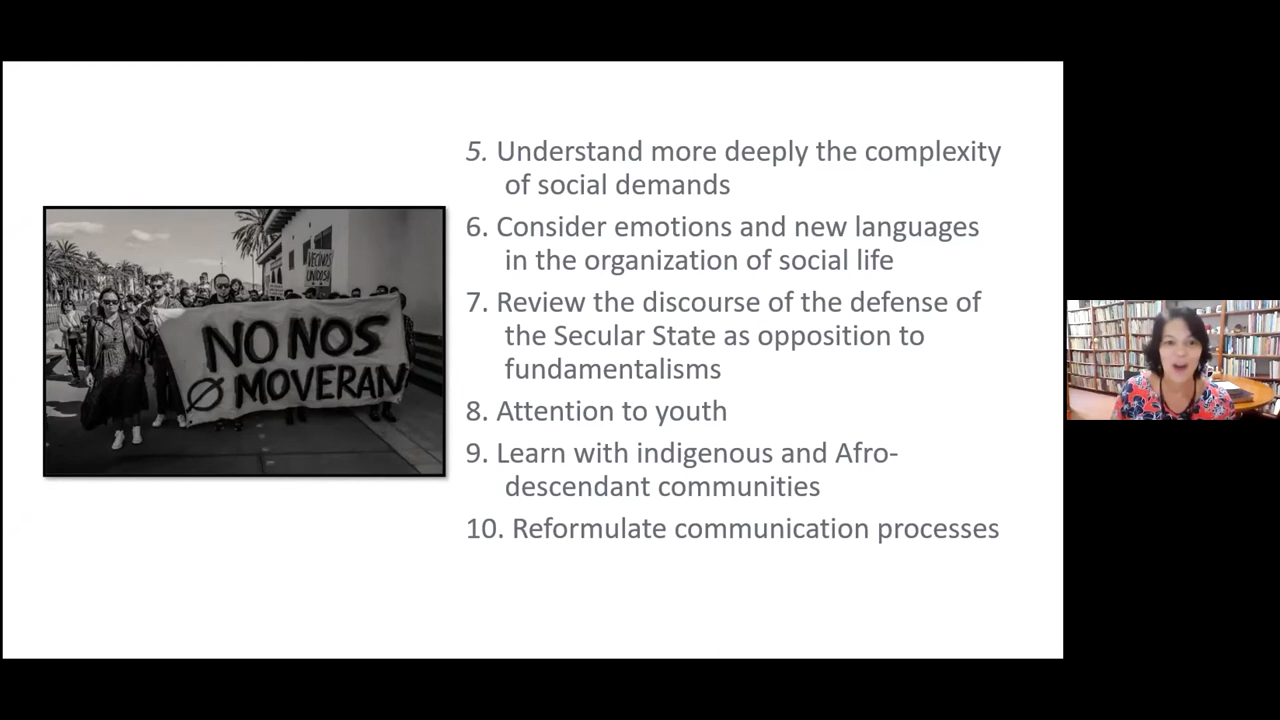 NO NOS
MOVERAN
VECINOS
UNIDOS
5. Understand more deeply the complexity
of social demands
6. Consider emotions and new languages
in the organization of social life
7. Review the discourse of the defense of
the Secular State as opposition to
fundamentalisms
8. Attention to youth
9. Learn with indigenous and Afro-
descendant communities
10. Reformulate communication processes